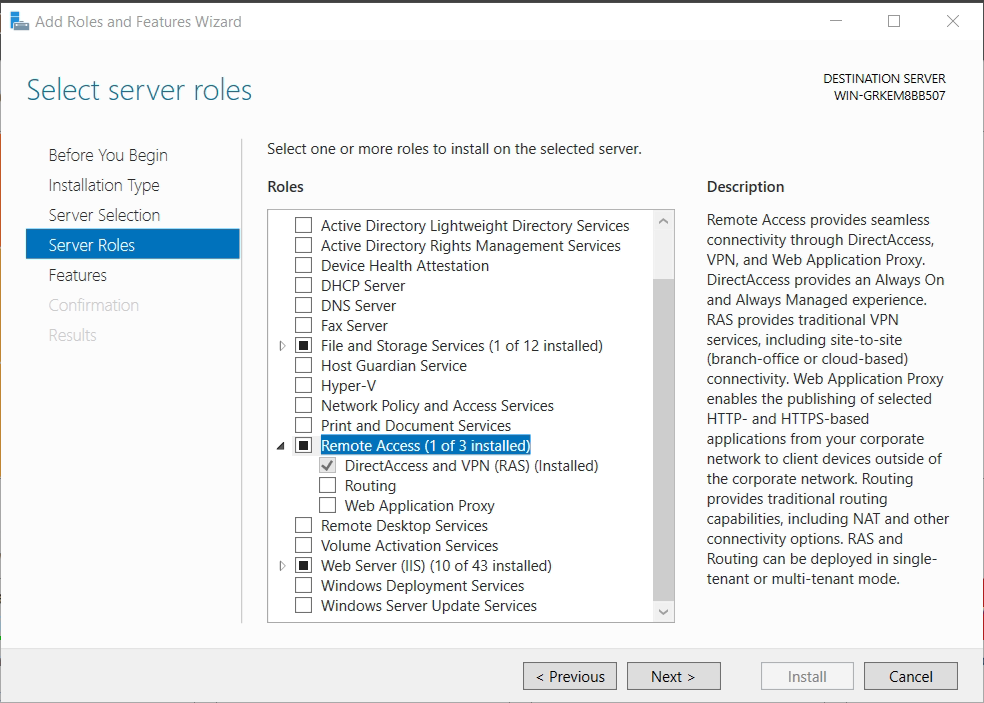 Add Roles and Features Wizard
Select server roles
DESTINATION SERVER
WIN-GRKEM8BB507
Before You Begin
Installation Type
Server Selection
Server Roles
Features
Confirmation
Results
Select one or more roles to install on the selected server.
Roles
Active Directory Lightweight Directory Services
Active Directory Rights Management Services
Device Health Attestation
DHCP Server
DNS Server
Fax Server
File and Storage Services (1 of 12 installed)
Host Guardian Service
Hyper-V
Network Policy and Access Services
Print and Document Services
Remote Access (1 of 3 installed)
DirectAccess and VPN (RAS) (Installed)
Routing
Web Application Proxy
Remote Desktop Services
Volume Activation Services
Web Server (IIS) (10 of 43 installed)
Windows Deployment Services
Windows Server Update Services
Description
Remote Access provides seamless
connectivity through DirectAccess,
VPN, and Web Application Proxy.
DirectAccess provides an Always On
and Always Managed experience.
RAS provides traditional VPN
services, including site-to-site
(branch-office or cloud-based)
connectivity. Web Application Proxy
enables the publishing of selected
HTTP- and HTTPS-based
applications from your corporate
network to client devices outside of
the corporate network. Routing
provides traditional routing
capabilities, including NAT and other
connectivity options. RAS and
Routing can be deployed in single-
tenant or multi-tenant mode.
< Previous
Next >
Install
Cancel